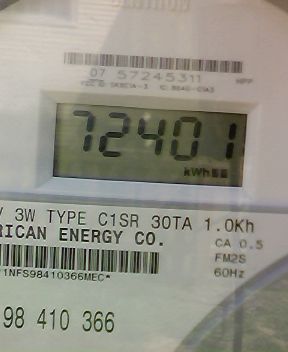 07 57245311
72401
kWh
V 3W TYPE C1SR 30TA 1.0Kh
RICAN ENERGY CO.
CA 0.5
FM2S
60Hz
1NFS98410366MEC*
98 410 366